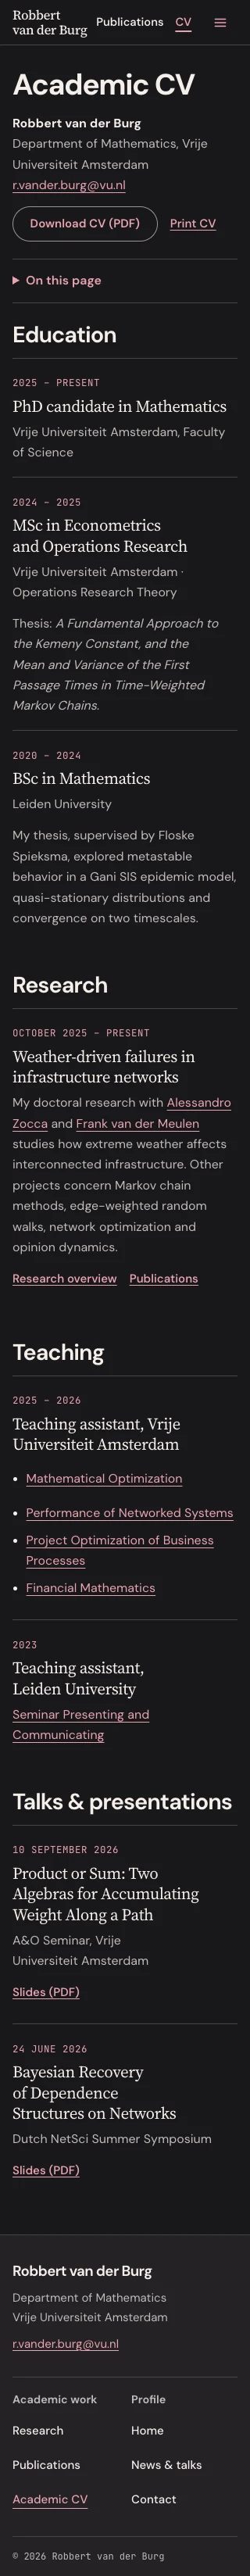 Robbert
van der Burg
Publications
CV
Academic CV
Robbert van der Burg
Department of Mathematics, Vrije
Universiteit Amsterdam
r.vander.burg@vu.nl
Download CV (PDF)
Print CV
On this page
Education
2025 – PRESENT
PhD candidate in Mathematics
Vrije Universiteit Amsterdam, Faculty
of Science
2024 – 2025
MSc in Econometrics
and Operations Research
Vrije Universiteit Amsterdam ·
Operations Research Theory
Thesis: A Fundamental Approach to
the Kemeny Constant, and the
Mean and Variance of the First
Passage Times in Time-Weighted
Markov Chains.
2020 – 2024
BSc in Mathematics
Leiden University
My thesis, supervised by Floske
Spieksma, explored metastable
behavior in a Gani SIS epidemic model,
quasi-stationary distributions and
convergence on two timescales.
Research
OCTOBER 2025 – PRESENT
Weather-driven failures in
infrastructure networks
My doctoral research with Alessandro
Zocca and Frank van der Meulen
studies how extreme weather affects
interconnected infrastructure. Other
projects concern Markov chain
methods, edge-weighted random
walks, network optimization and
opinion dynamics.
Research overview
Publications
Teaching
2025 – 2026
Teaching assistant, Vrije
Universiteit Amsterdam
• Mathematical Optimization
• Performance of Networked Systems
• Project Optimization of Business
Processes
• Financial Mathematics
2023
Teaching assistant,
Leiden University
Seminar Presenting and
Communicating
Talks & presentations
10 SEPTEMBER 2026
Product or Sum: Two
Algebras for Accumulating
Weight Along a Path
A&O Seminar, Vrije
Universiteit Amsterdam
Slides (PDF)
24 JUNE 2026
Bayesian Recovery
of Dependence
Structures on Networks
Dutch NetSci Summer Symposium
Slides (PDF)
Robbert van der Burg
Department of Mathematics
Vrije Universiteit Amsterdam
r.vander.burg@vu.nl
Academic work
Profile
Research
Home
Publications
News & talks
Academic CV
Contact
© 2026 Robbert van der Burg